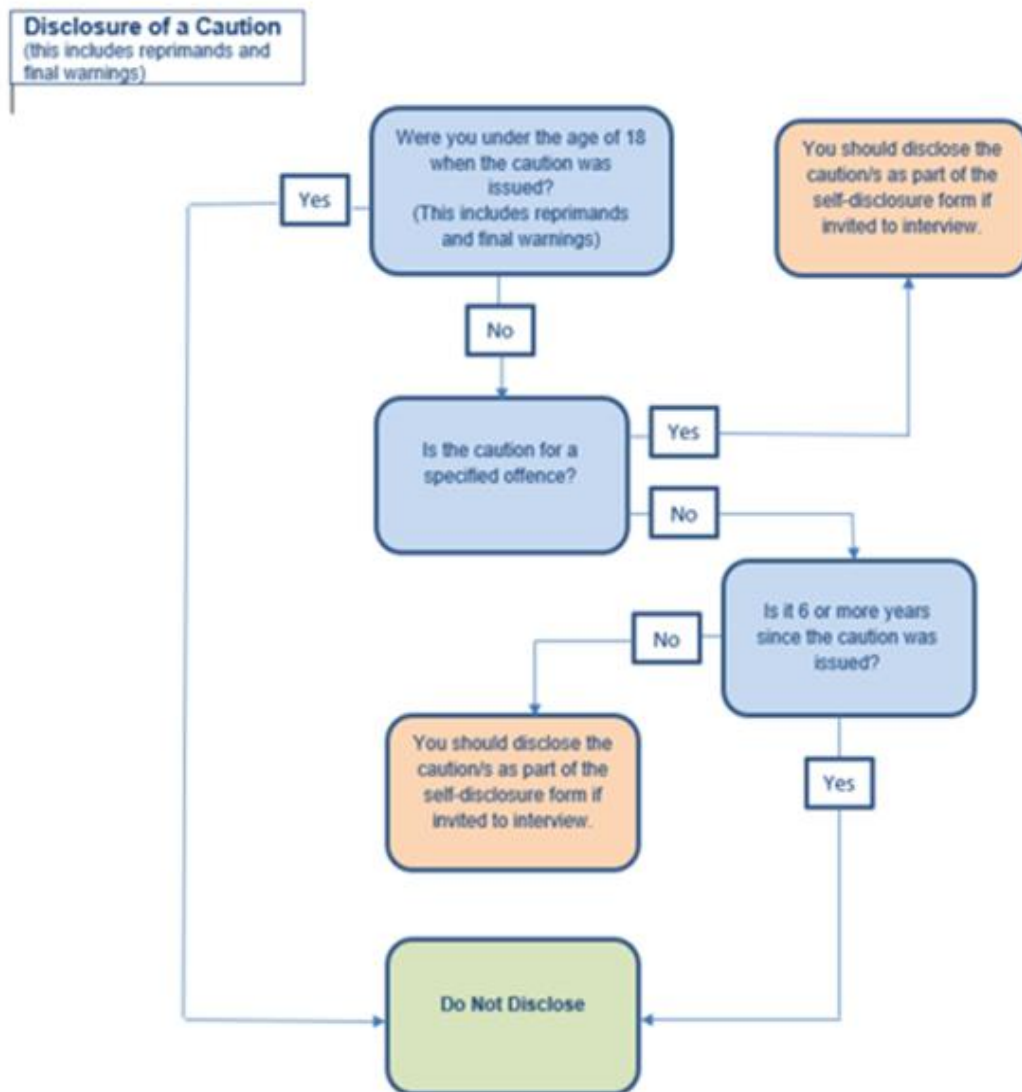 Disclosure of a Caution
(this includes reprimands and
final warnings)
Were you under the age of 18
when the caution was
issued?
(This includes reprimands
and final warnings)
Yes
You should disclose the
caution/s as part of the
self-disclosure form if
invited to interview.
No
Is the caution for a
specified offence?
Yes
No
Is it 6 or more years
since the caution was
issued?
No
You should disclose the
caution/s as part of the
self-disclosure form if
invited to interview.
Yes
Do Not Disclose